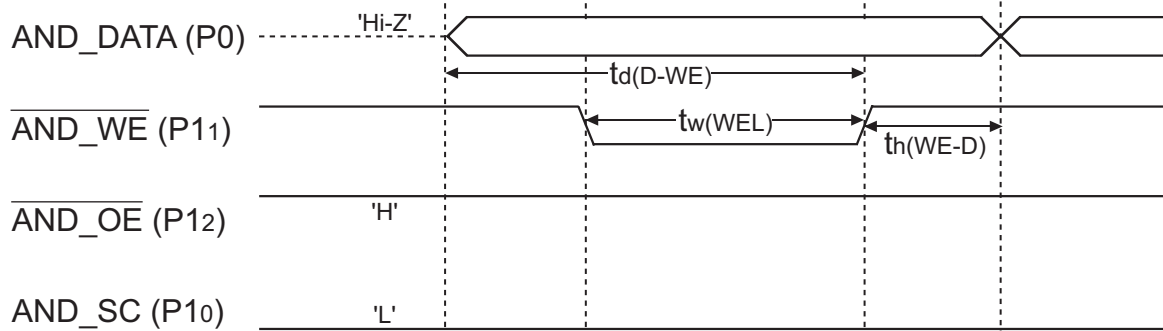 AND_DATA (P0) 'Hi-Z'
td(D-WE)
AND_WE (P11) tw(WEL) th(WE-D)
AND_OE (P12) 'H'
AND_SC (P10) 'L'